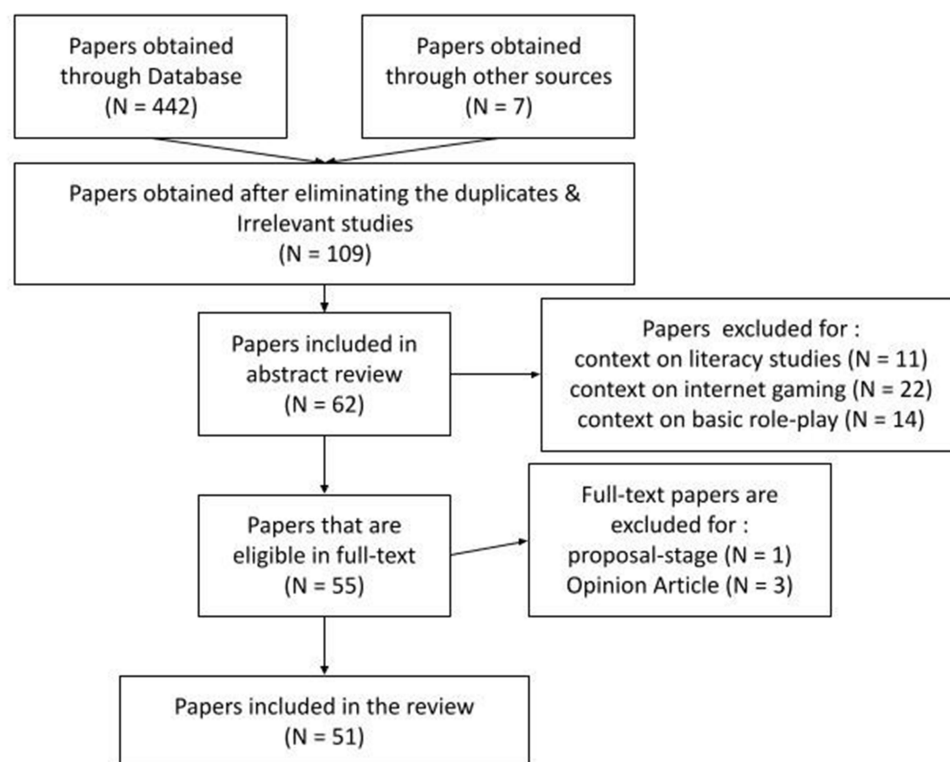 Papers obtained
through Database
(N = 442)
Papers obtained
through other sources
(N = 7)
Papers obtained after eliminating the duplicates &
Irrelevant studies
(N = 109)
Papers included in
abstract review
(N = 62)
Papers excluded for :
context on literacy studies (N = 11)
context on internet gaming (N = 22)
context on basic role-play (N = 14)
Papers that are
eligible in full-text
(N = 55)
Full-text papers are
excluded for :
proposal-stage (N = 1)
Opinion Article (N = 3)
Papers included in the review
(N = 51)